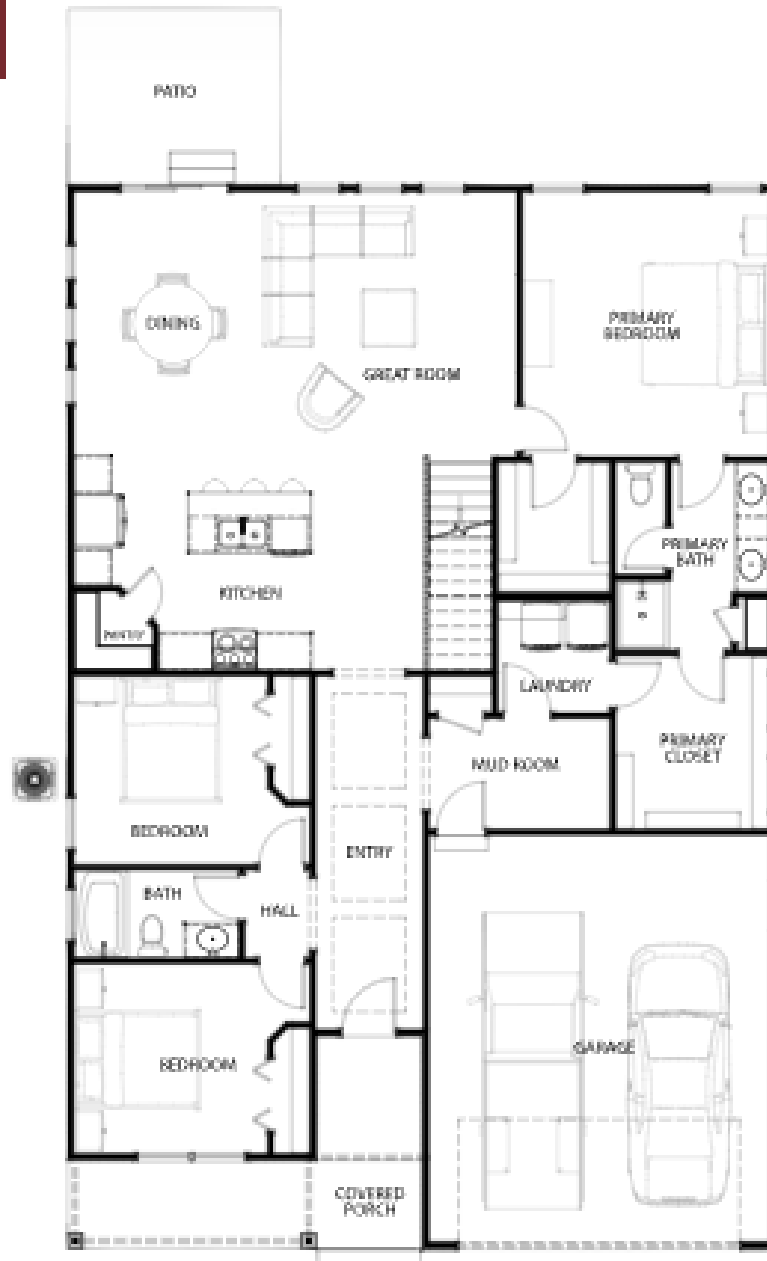 PATIO
DINING
PRIMARY
BEDROOM
GREAT ROOM
PRIMARY
BATH
KITCHEN
PANTRY
LAUNDRY
PRIMARY
CLOSET
MUD ROOM
BEDROOM
ENTRY
BATH
HALL
GARAGE
BEDROOM
COVERED
PORCH